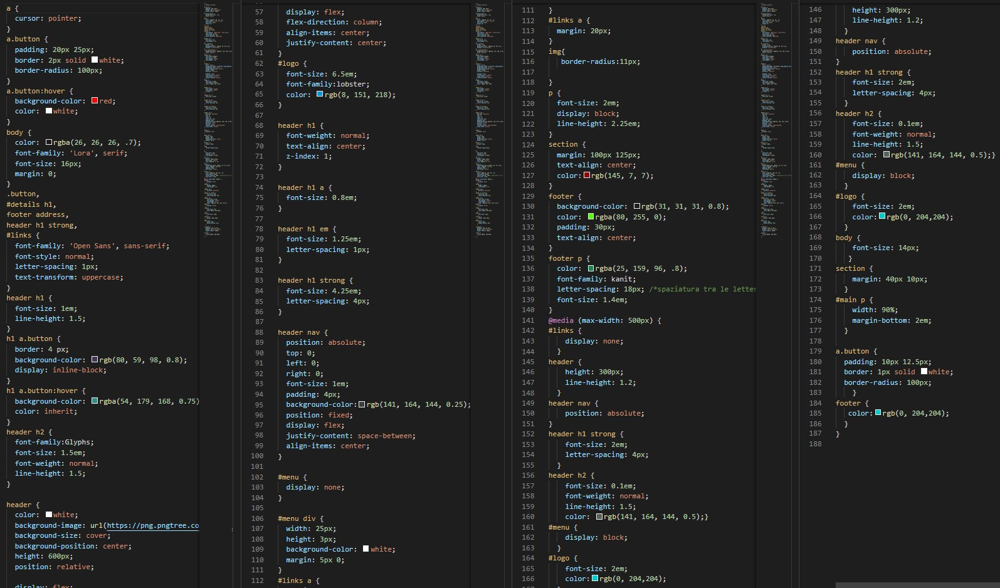 a {
cursor: pointer;
}
a.button {
padding: 20px 25px;
border: 2px solid white;
border-radius: 100px;
}
a.button:hover {
background-color: red;
color: white;
}
body {
color: rgba(26, 26, 26, .7);
font-family: 'Lora', serif;
font-size: 16px;
margin: 0;
}
.button,
#details h1,
footer address,
header h1 strong,
#links {
font-family: 'Open Sans', sans-serif;
font-style: normal;
letter-spacing: 1px;
text-transform: uppercase;
}
header h1 {
font-size: 1em;
line-height: 1.5;
}
h1 a.button {
border: 4 px;
background-color: rgb(80, 59, 98, 0.8);
display: inline-block;
}
h1 a.button:hover {
background-color: rgba(54, 179, 168, 0.75)
color: inherit;
}
header h2 {
font-family:Glyphs;
font-size: 1.5em;
font-weight: normal;
line-height: 1.5;
}
header {
color: white;
background-image: url(https://png.pngtree.co
background-size: cover;
background-position: center;
height: 600px;
position: relative;
display: flex;
57 display: flex;
58 flex-direction: column;
59 align-items: center;
60 justify-content: center;
61 }
62 #logo {
63 font-size: 6.5em;
64 font-family:lobster;
65 color: rgb(8, 151, 218);
66 }
67
68 header h1 {
69 font-weight: normal;
70 text-align: center;
71 z-index: 1;
72 }
73
74 header h1 a {
75 font-size: 0.8em;
76 }
77
78 header h1 em {
79 font-size: 1.25em;
80 letter-spacing: 1px;
81 }
82
83 header h1 strong {
84 font-size: 4.25em;
85 letter-spacing: 4px;
86 }
87
88 header nav {
89 position: absolute;
90 top: 0;
91 left: 0;
92 right: 0;
93 font-size: 1em;
94 padding: 4px;
95 background-color: rgb(141, 164, 144, 0.25);
96 position: fixed;
97 display: flex;
98 justify-content: space-between;
99 align-items: center;
100 }
101
102 #menu {
103 display: none;
104 }
105
106 #menu div {
107 width: 25px;
108 height: 3px;
109 background-color: white;
110 margin: 5px 0;
111 }
112 #links a {
111 }
112 #links a {
113 margin: 20px;
114 }
115 img{
116 border-radius:11px;
117
118 }
119 p {
120 font-size: 2em;
121 display: block;
122 line-height: 2.25em;
123 }
124 section {
125 margin: 100px 125px;
126 text-align: center;
127 color: rgb(145, 7, 7);
128 }
129 footer {
130 background-color: rgb(31, 31, 31, 0.8);
131 color: rgba(80, 255, 0);
132 padding: 30px;
133 text-align: center;
134 }
135 footer p {
136 color: rgba(25, 159, 96, .8);
137 font-family: kanit;
138 letter-spacing: 18px; /*spaziatura tra le letter
139 font-size: 1.4em;
140 }
141 @media (max-width: 500px) {
142 #links {
143 display: none;
144 }
145 header {
146 height: 300px;
147 line-height: 1.2;
148 }
149 header nav {
150 position: absolute;
151 }
152 header h1 strong {
153 font-size: 2em;
154 letter-spacing: 4px;
155 }
156 header h2 {
157 font-size: 0.1em;
158 font-weight: normal;
159 line-height: 1.5;
160 color: rgb(141, 164, 144, 0.5);}
161 #menu {
162 display: block;
163 }
164 #logo {
165 font-size: 2em;
166 color: rgb(0, 204,204);
146 height: 300px;
147 line-height: 1.2;
148 }
149 header nav {
150 position: absolute;
151 }
152 header h1 strong {
153 font-size: 2em;
154 letter-spacing: 4px;
155 }
156 header h2 {
157 font-size: 0.1em;
158 font-weight: normal;
159 line-height: 1.5;
160 color: rgb(141, 164, 144, 0.5);}
161 #menu {
162 display: block;
163 }
164 #logo {
165 font-size: 2em;
166 color: rgb(0, 204,204);
167 }
168 body {
169 font-size: 14px;
170 }
171 section {
172 margin: 40px 10px;
173 }
174 #main p {
175 width: 90%;
176 margin-bottom: 2em;
177 }
178
179 a.button {
180 padding: 10px 12.5px;
181 border: 1px solid white;
182 border-radius: 100px;
183 }
184 footer {
185 color: rgb(0, 204,204);
186 }
187 }
188